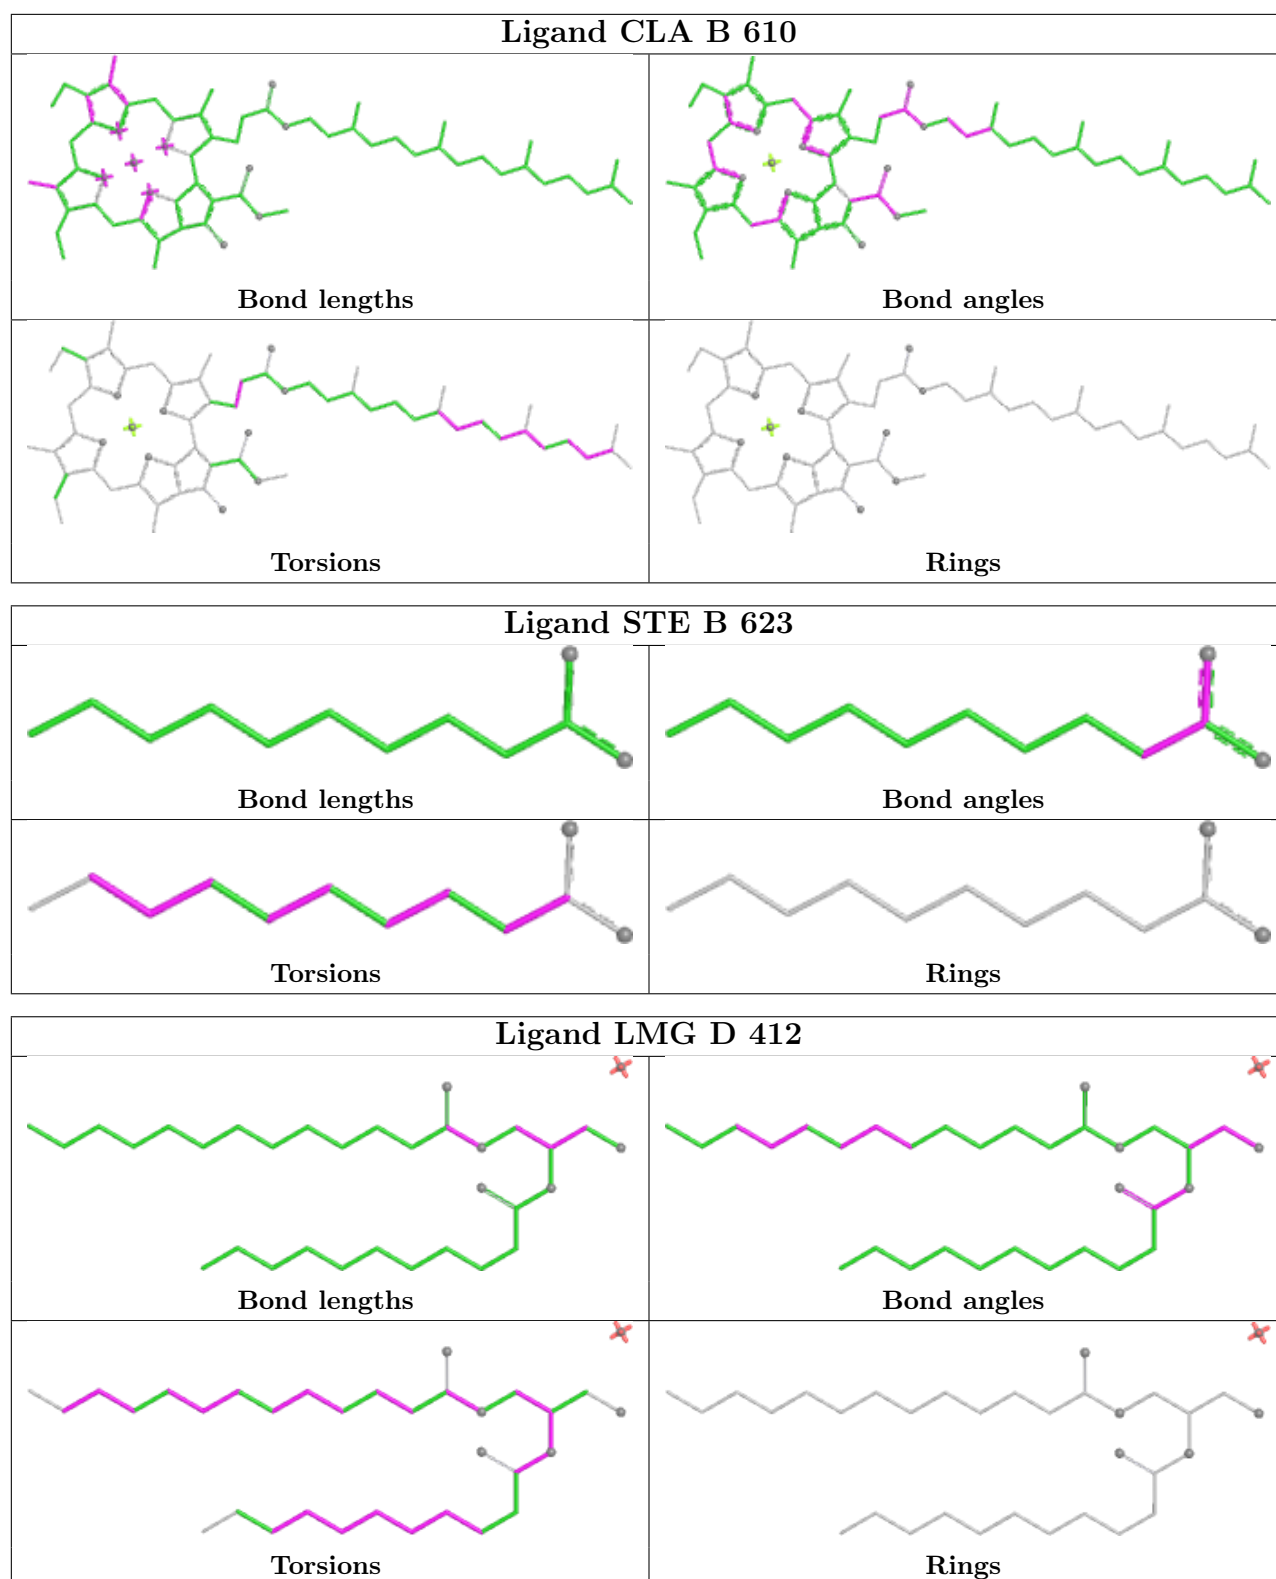 Ligand CLA B 610
Bond lengths
Bond angles
Torsions
Rings
Ligand STE B 623
Bond lengths
Bond angles
Torsions
Rings
Ligand LMG D 412
Bond lengths
Bond angles
Torsions
Rings